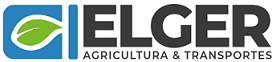 ELGER
AGRICULTURA & TRANSPORTES